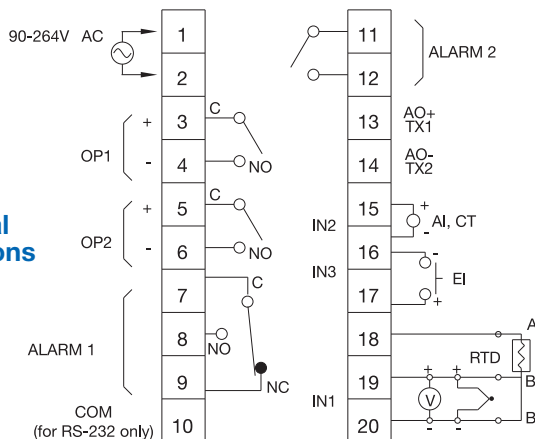 90-264V AC
1
2
3
4
5
6
7
8
9
10
OP1
+
-
C
NO
OP2
+
-
C
NO
al
ons
ALARM 1
C
NO
NC
COM
(for RS-232 only)
11
12
13
14
15
16
17
18
19
20
ALARM 2
AO+
TX1
AO-
TX2
IN2
+
-
AI, CT
IN3
-
+
EI
A
RTD
IN1
+
+
V
-
-
B
B